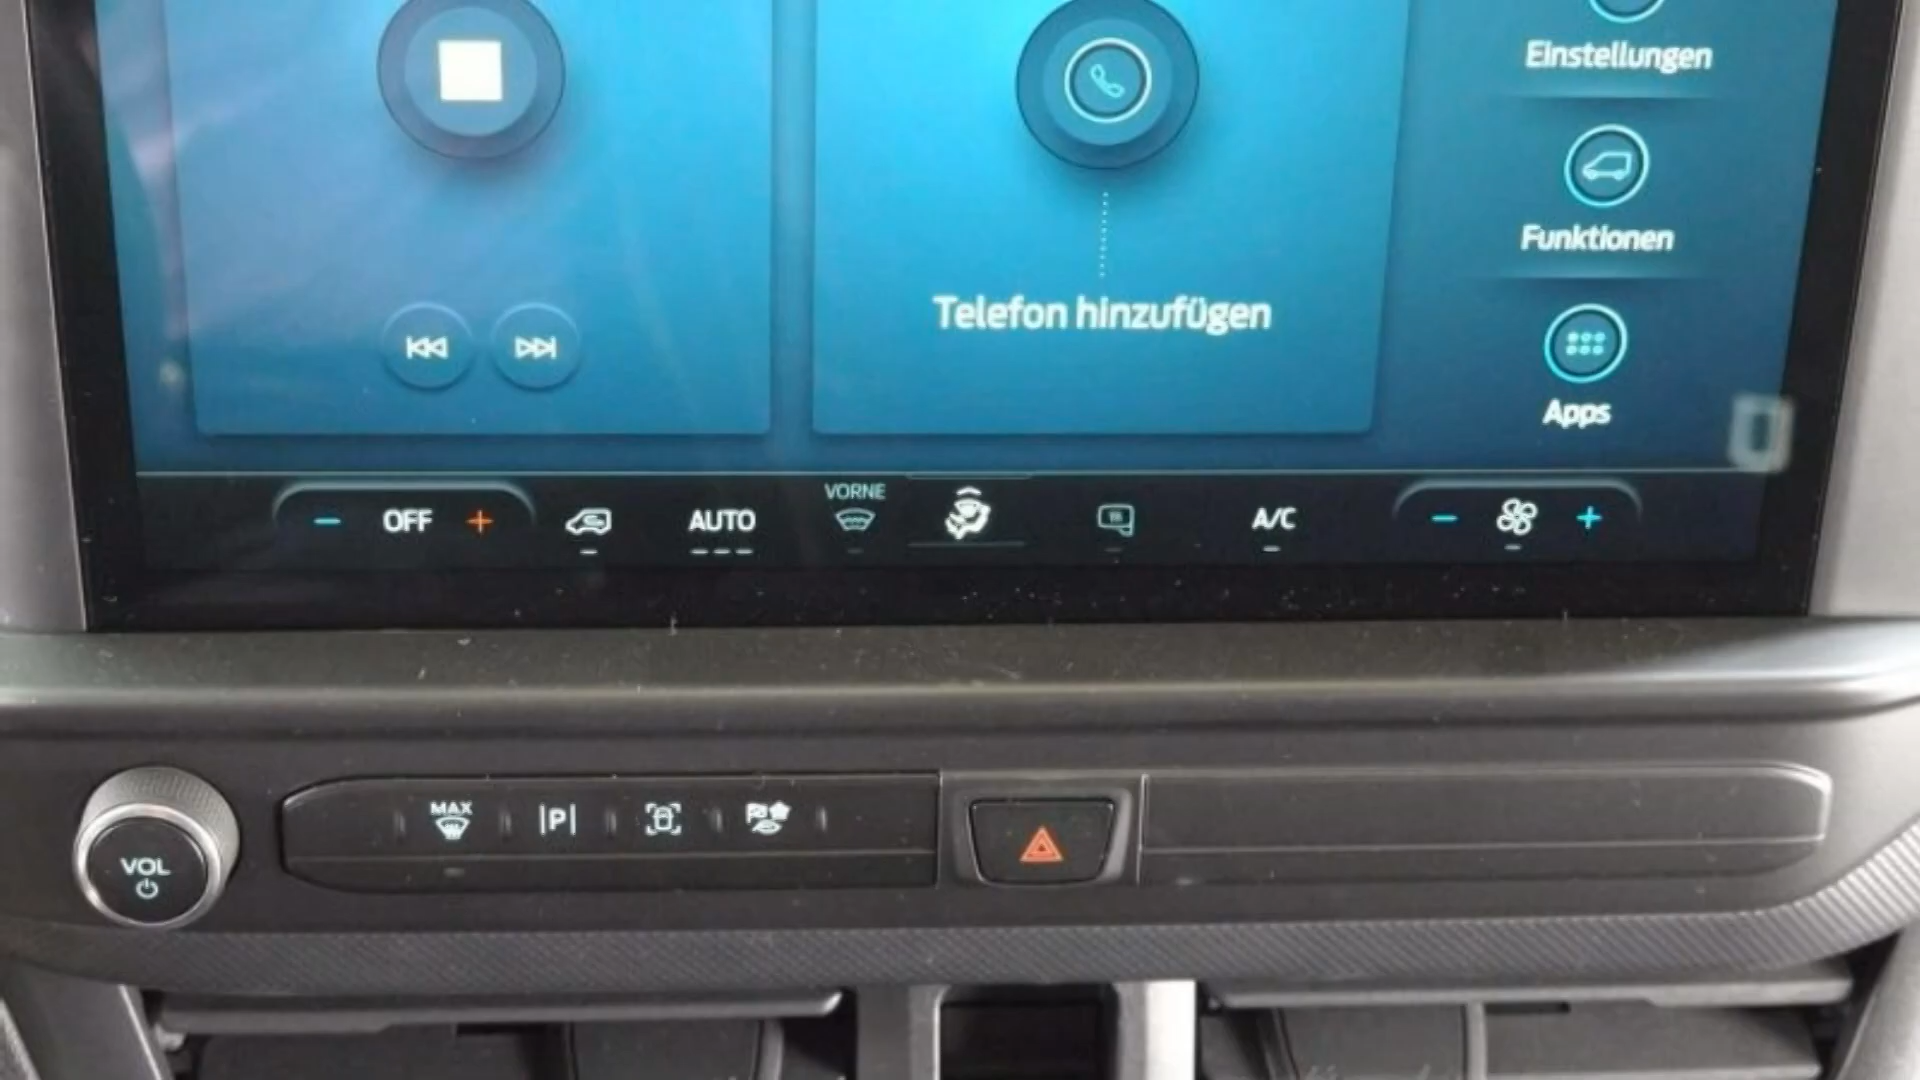 Einstellungen
Funktionen
Telefon hinzufügen
Apps
VORNE
OFF
AUTO
A/C
MAX
|P|
VOL